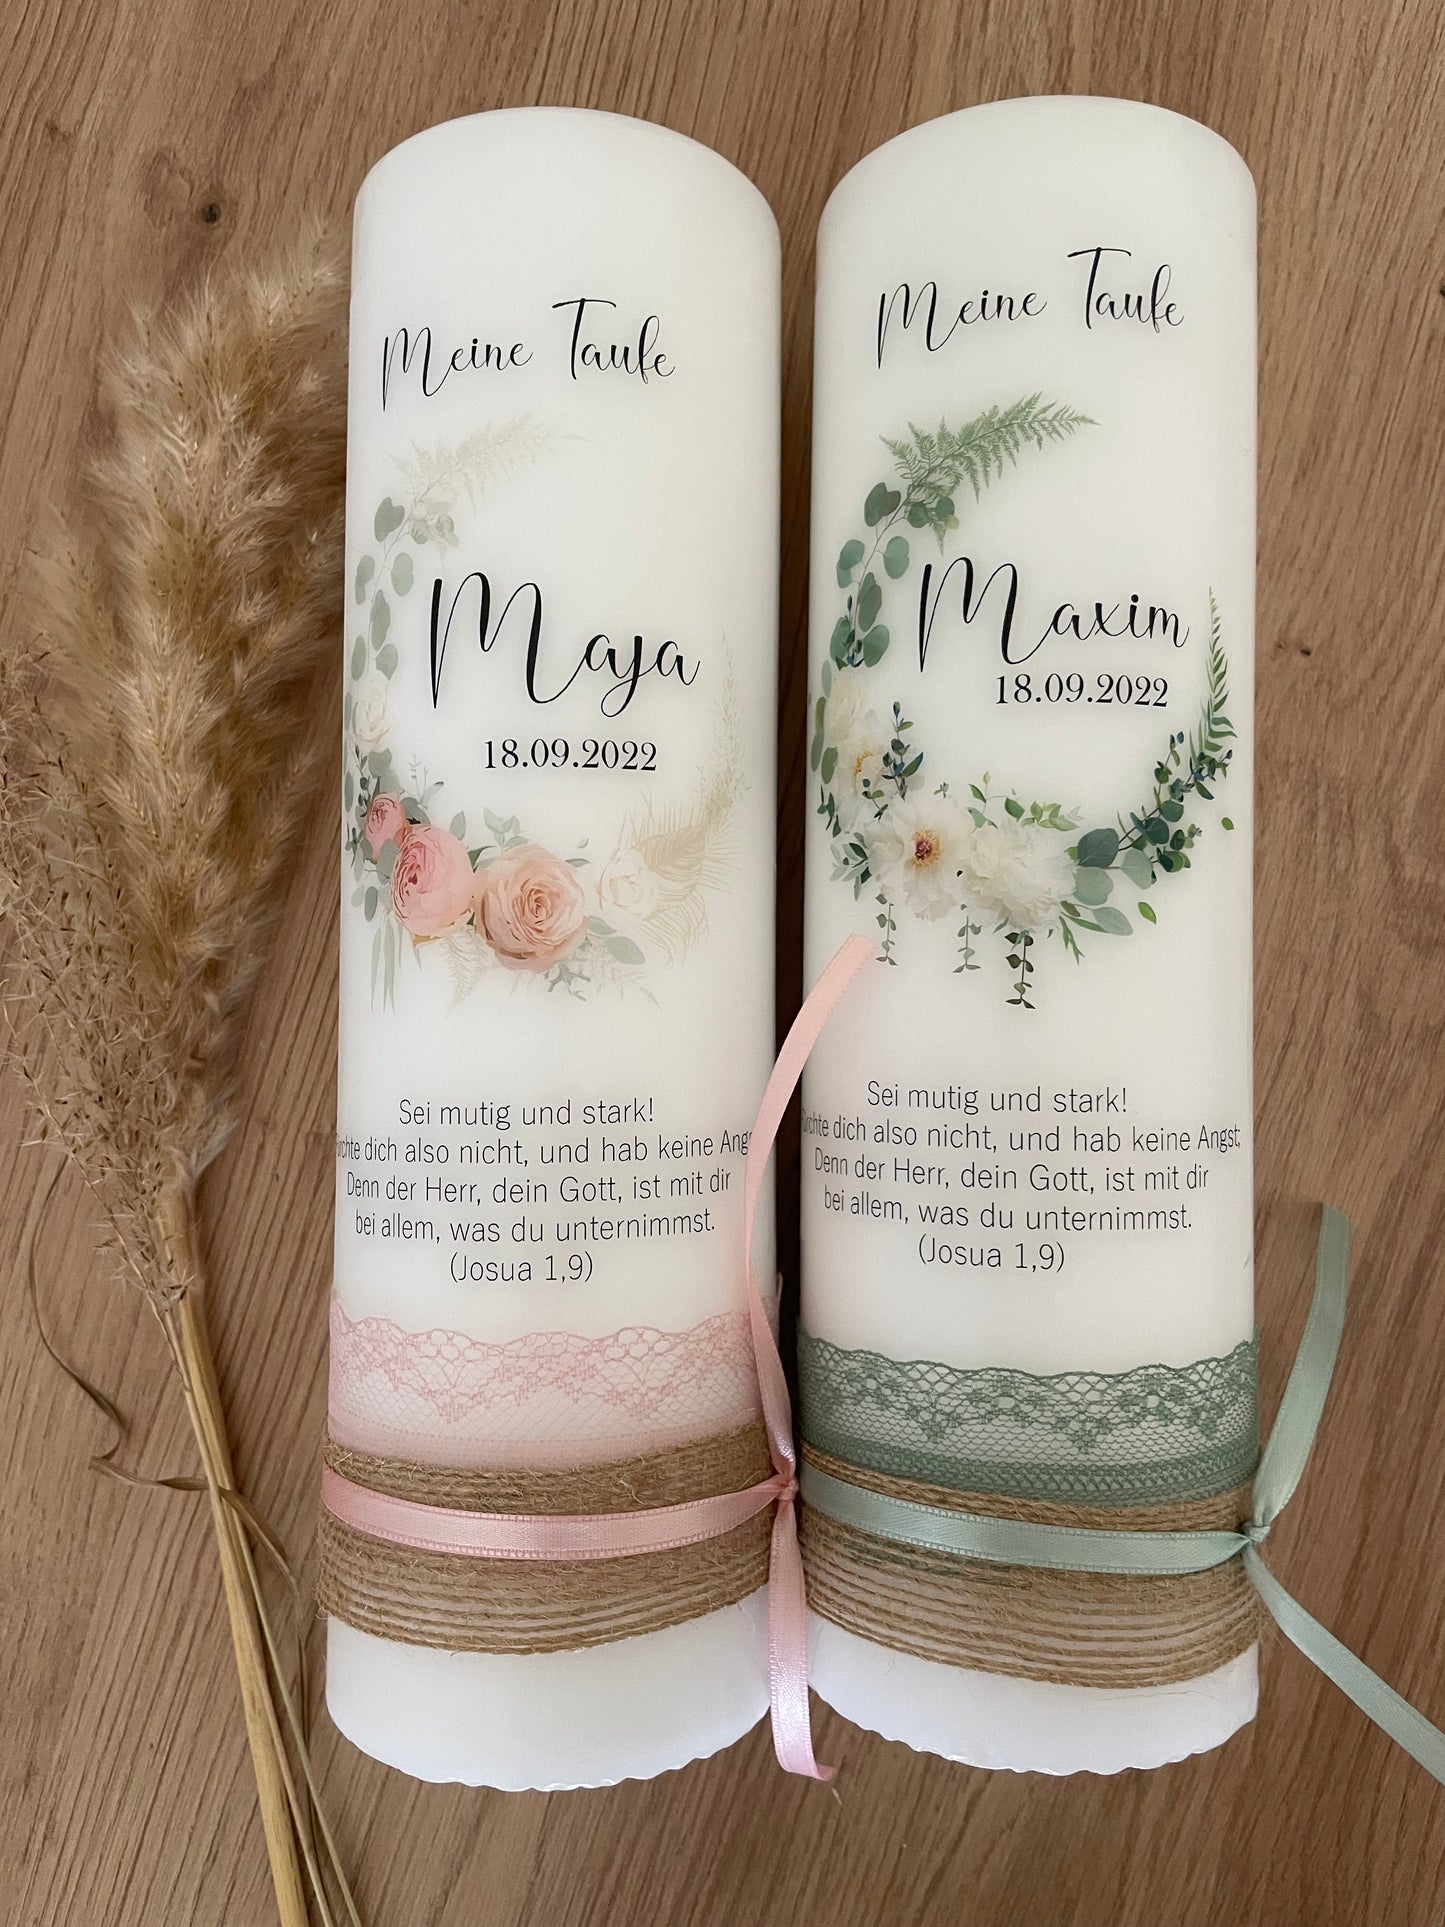 Meine Taufe
Maja
18.09.2022
Sei mutig und stark!
dich also nicht, und hab keine
Denn der Herr, dein Gott, ist mit dir
bei allem, was du unternimmst.
(Josua 1,9)
Meine Taufe
Maxim
18.09.2022
Sei mutig und stark!
dich also nicht, und hab keine Angst;
Denn der Herr, dein Gott, ist mit dir
bei allem, was du unternimmst.
(Josua 1,9)